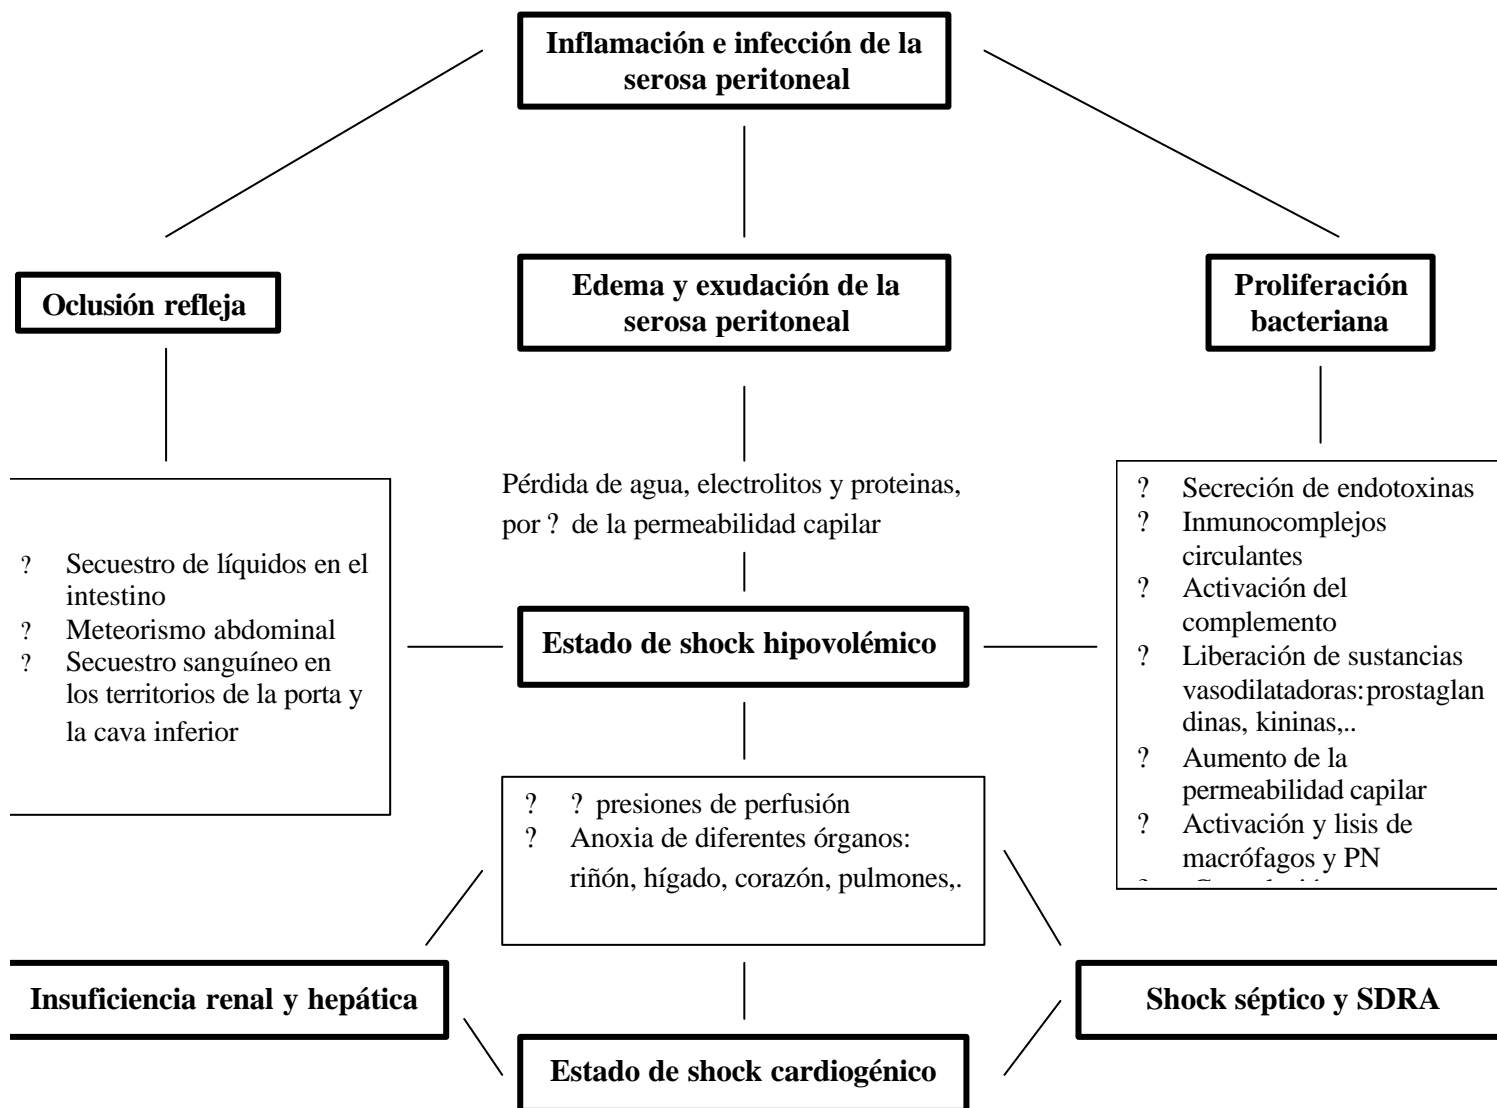 Inflamación e infección de la
serosa peritoneal
Oclusión refleja
Edema y exudación de la
serosa peritoneal
Proliferación
bacteriana
? Secuestro de líquidos en el
intestino
? Meteorismo abdominal
? Secuestro sanguíneo en
los territorios de la porta y
la cava inferior
Pérdida de agua, electrolitos y proteinas,
por ? de la permeabilidad capilar
Estado de shock hipovolémico
? Secreción de endotoxinas
? Inmunocomplejos
circulantes
? Activación del
complemento
? Liberación de sustancias
vasodilatadoras:prostaglan
dinas, kininas,..
? Aumento de la
permeabilidad capilar
? Activación y lisis de
macrófagos y PN
? ? presiones de perfusión
? Anoxia de diferentes órganos:
riñón, hígado, corazón, pulmones,.
Insuficiencia renal y hepática
Shock séptico y SDRA
Estado de shock cardiogénico